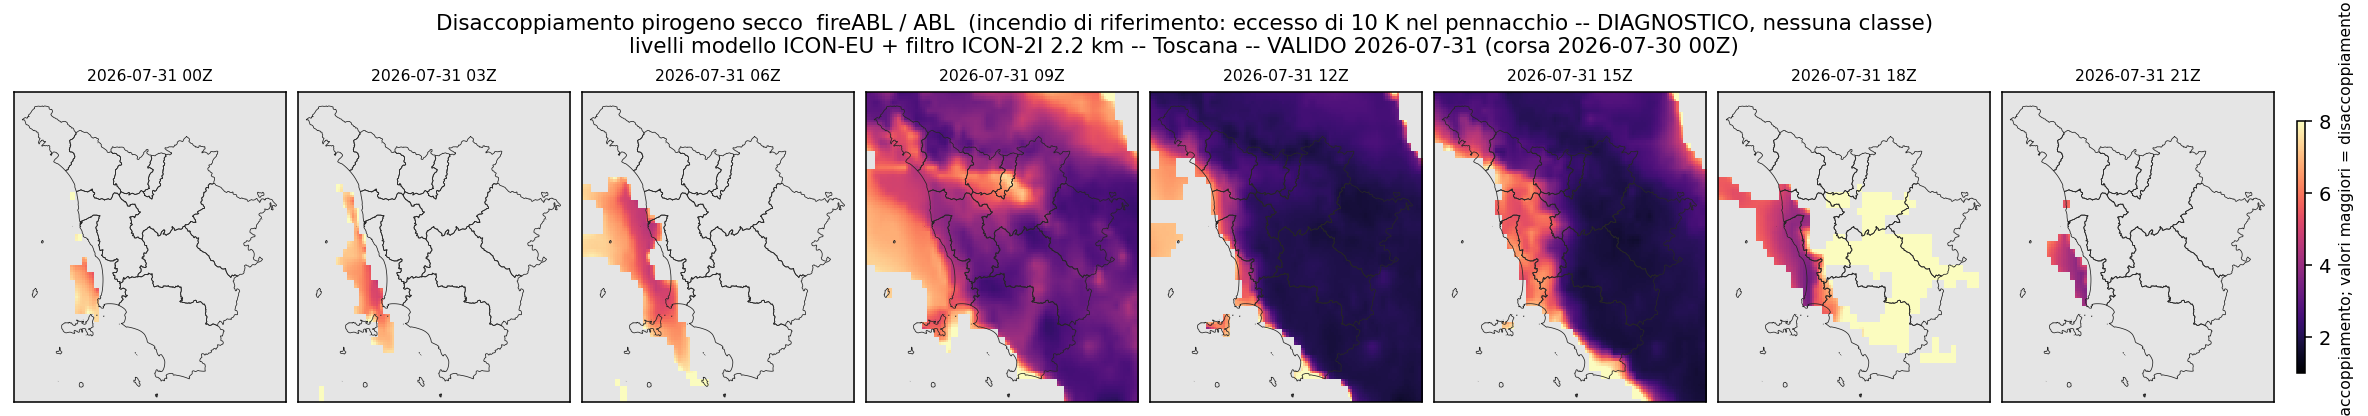 Disaccoppiamento pirogeno secco  fireABL / ABL  (incendio di riferimento: eccesso di 10 K nel pennacchio -- DIAGNOSTICO, nessuna classe)
livelli modello ICON-EU + filtro ICON-2I 2.2 km -- Toscana -- VALIDO 2026-07-31 (corsa 2026-07-30 00Z)
2026-07-31 00Z
2026-07-31 03Z
2026-07-31 06Z
2026-07-31 09Z
2026-07-31 12Z
2026-07-31 15Z
2026-07-31 18Z
2026-07-31 21Z
8
6
4
2
accoppiamento; valori maggiori = disaccoppiamento